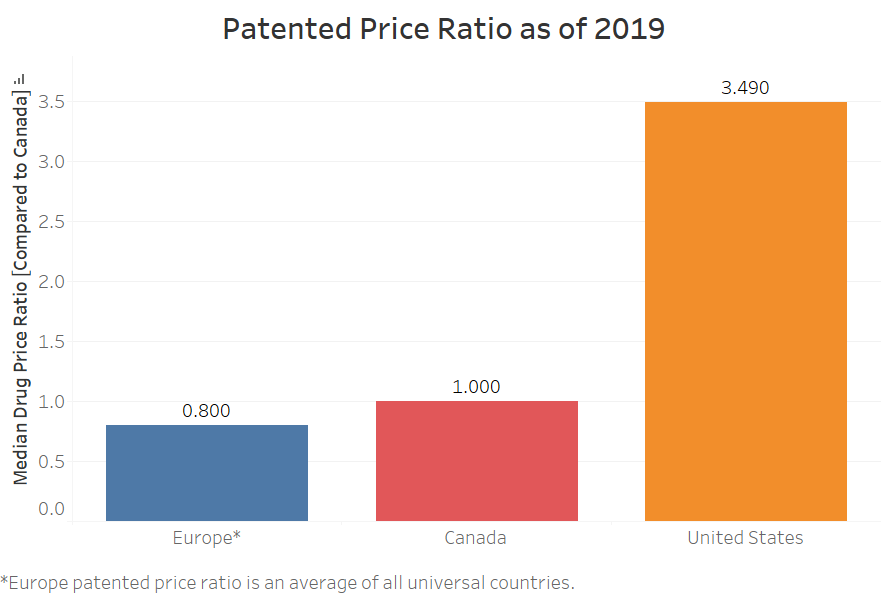 Patented Price Ratio as of 2019
Median Drug Price Ratio [Compared to Canada]
3.5
3.0
2.5
2.0
1.5
1.0
0.5
0.0
0.800
1.000
3.490
Europe*
Canada
United States
*Europe patented price ratio is an average of all universal countries.